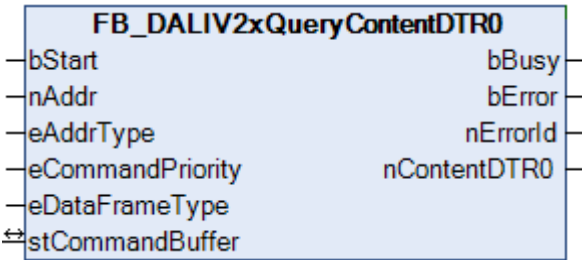 FB_DALIV2xQueryContentDTR0
bStart bBusy
nAddr bError
eAddrType nErrorId
eCommandPriority nContentDTR0
eDataFrameType
stCommandBuffer